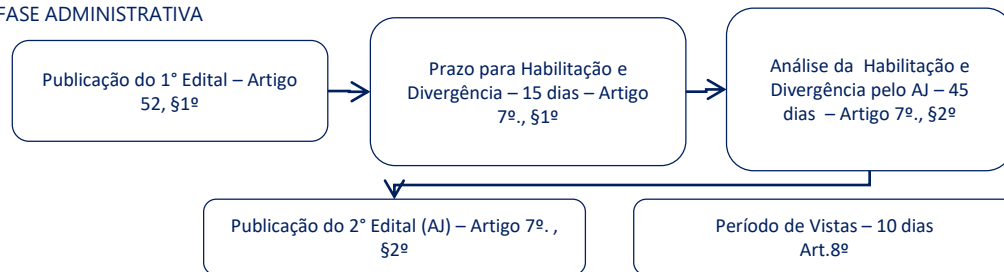 FASE ADMINISTRATIVA
Publicação do 1° Edital – Artigo
52, §1º
Prazo para Habilitação e
Divergência – 15 dias – Artigo
7º., §1º
Análise da Habilitação e
Divergência pelo AJ – 45
dias – Artigo 7º., §2º
Publicação do 2° Edital (AJ) – Artigo 7º. ,
§2º
Período de Vistas – 10 dias
Art.8º